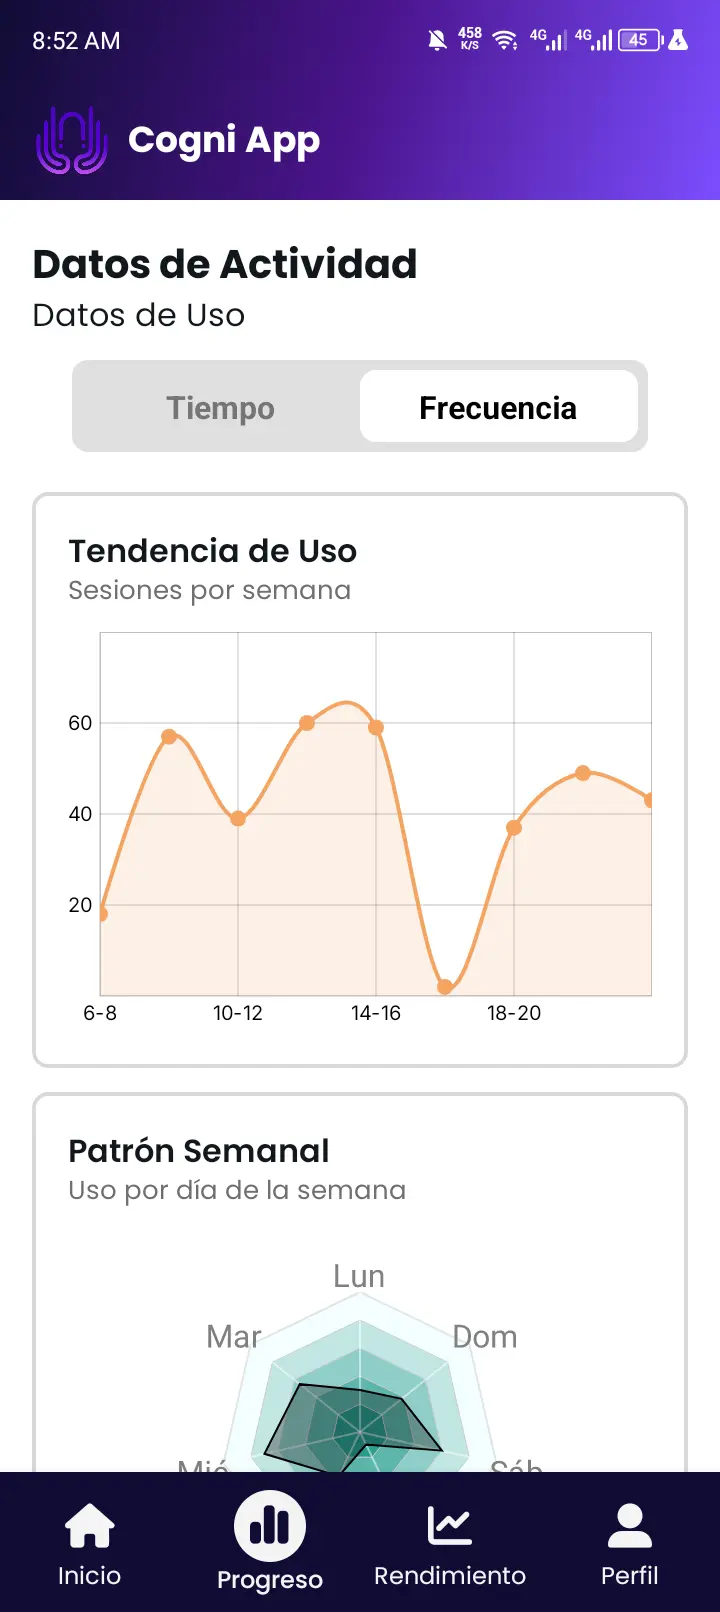 8:52 AM
458
K/S
4G
4G
45
Cogni App
Datos de Actividad
Datos de Uso
Tiempo
Frecuencia
Tendencia de Uso
Sesiones por semana
60
40
20
6-8
10-12
14-16
18-20
Patrón Semanal
Uso por día de la semana
Lun
Mar
Dom
Mié
Sáb
Inicio
Progreso
Rendimiento
Perfil